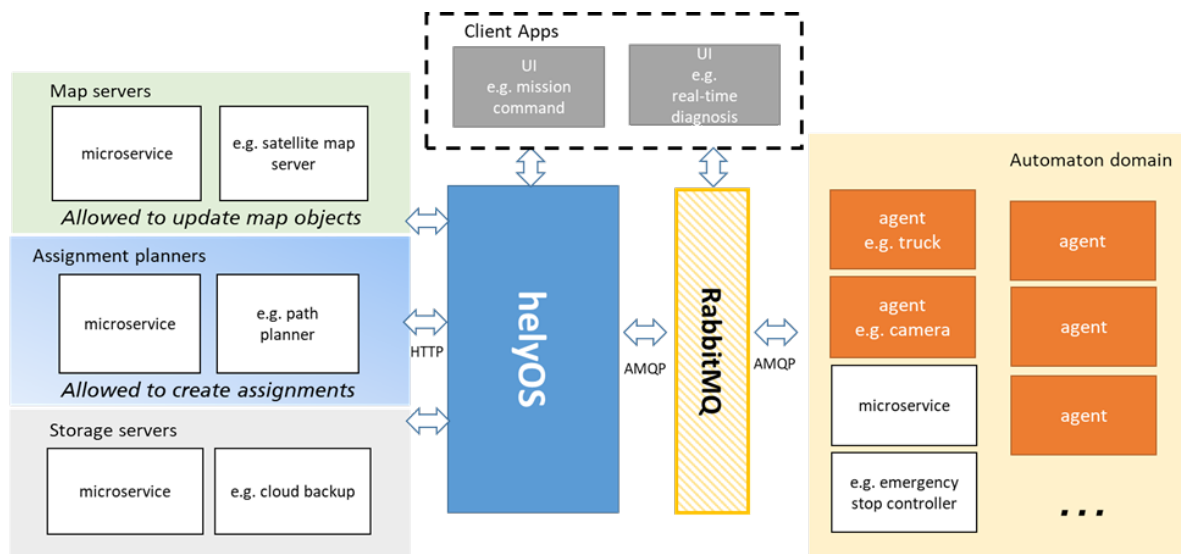 Client Apps
UI
e.g. mission
command
UI
e.g.
real-time
diagnosis
Map servers
microservice
e.g. satellite map
server
Allowed to update map objects
Assignment planners
microservice
e.g. path
planner
Allowed to create assignments
Storage servers
microservice
e.g. cloud backup
HTTP
helyOS
AMQP
RabbitMQ
AMQP
Automaton domain
agent
e.g. truck
agent
e.g. camera
microservice
e.g. emergency
stop controller
agent
agent
agent
...